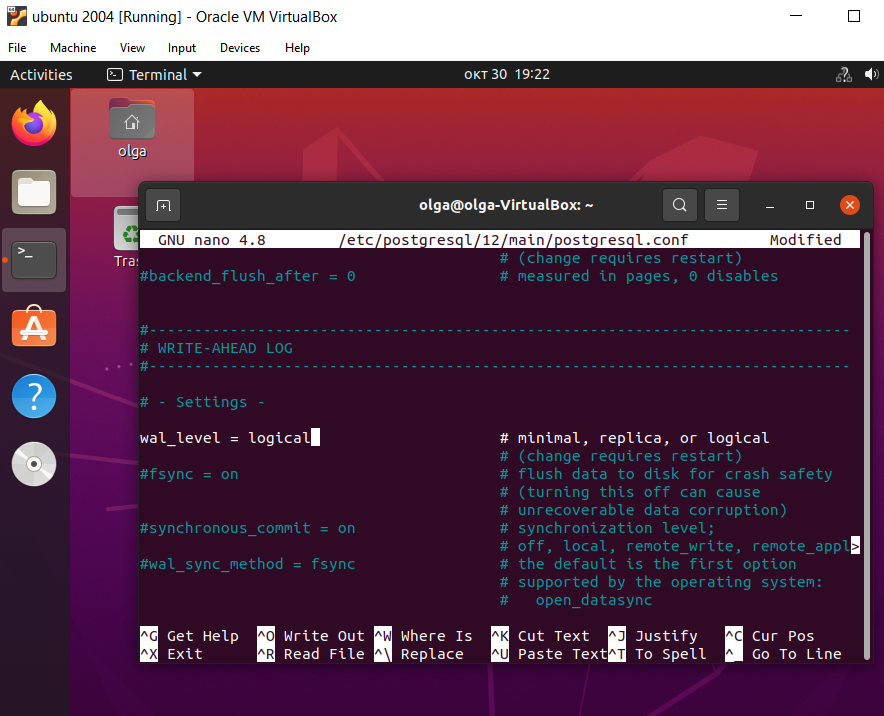 ubuntu 2004 [Running] - Oracle VM VirtualBox
File Machine View Input Devices Help
Activities Terminal окт 30 19:22
olga
Tras
olga@olga-VirtualBox: ~
GNU nano 4.8 /etc/postgresql/12/main/postgresql.conf Modified
# (change requires restart)
#backend_flush_after = 0 # measured in pages, 0 disables
#------------------------------------------------------------------------------
# WRITE-AHEAD LOG
#------------------------------------------------------------------------------
# - Settings -
wal_level = logical # minimal, replica, or logical
# (change requires restart)
#fsync = on # flush data to disk for crash safety
# (turning this off can cause
# unrecoverable data corruption)
#synchronous_commit = on # synchronization level;
# off, local, remote_write, remote_appl>
#wal_sync_method = fsync # the default is the first option
# supported by the operating system:
# open_datasync
^G Get Help ^O Write Out ^W Where Is ^K Cut Text ^J Justify ^C Cur Pos
^X Exit ^R Read File ^\ Replace ^U Paste Text ^T To Spell ^_ Go To Line